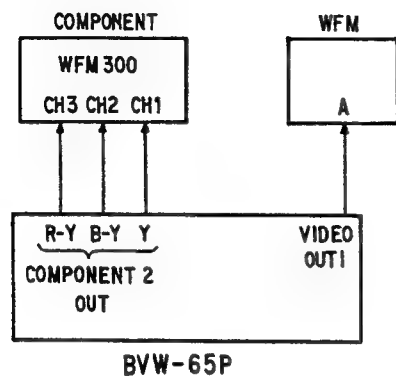 COMPONENT
WFM
WFM 300
CH3 CH2 CH1
A
R-Y B-Y Y
VIDEO
OUT1
COMPONENT 2
OUT
BVW-65P